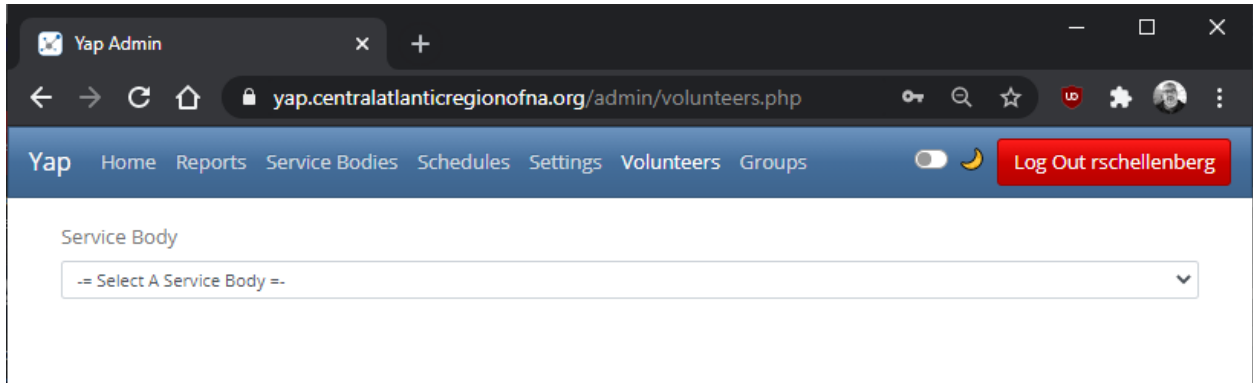 Yap Admin
yap.centralatlanticregionofna.org/admin/volunteers.php
Yap Home Reports Service Bodies Schedules Settings Volunteers Groups Log Out rschellenberg
Service Body
-= Select A Service Body =-